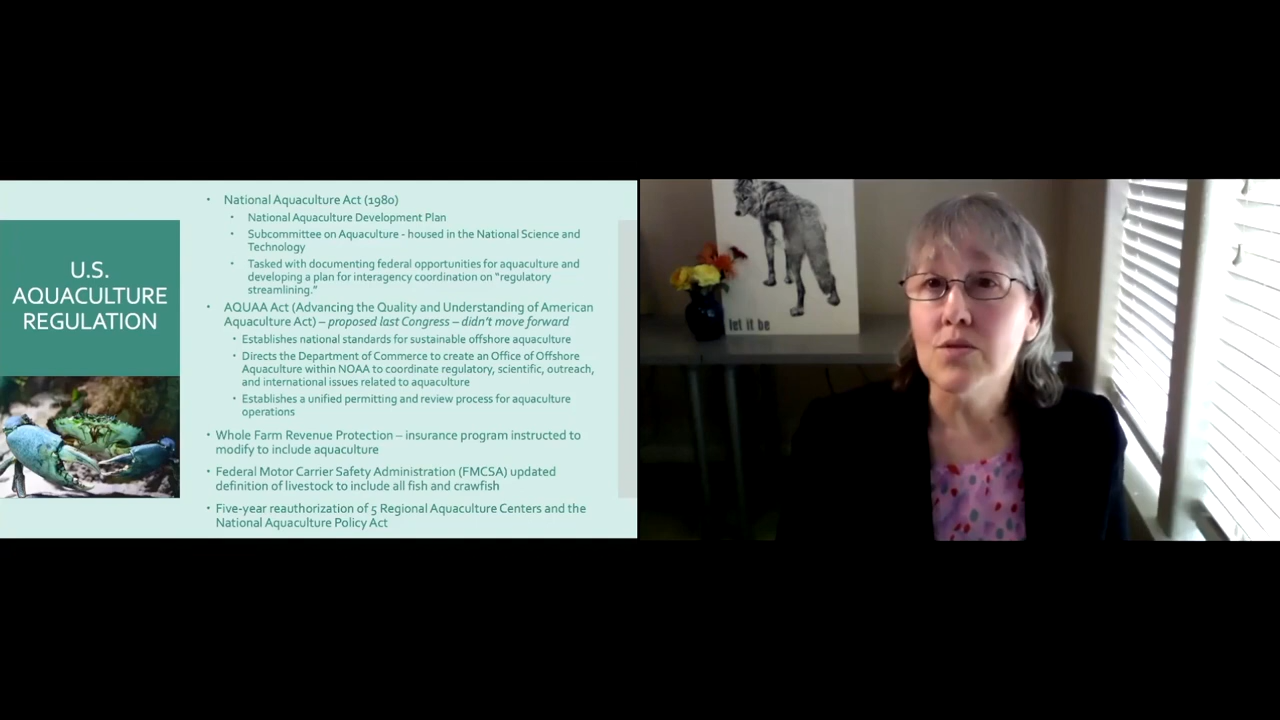 U.S.
AQUACULTURE
REGULATION
• National Aquaculture Act (1980)
• National Aquaculture Development Plan
• Subcommittee on Aquaculture - housed in the National Science and
Technology
• Tasked with documenting federal opportunities for aquaculture and
developing a plan for interagency coordination on “regulatory
streamlining.”
• AQUAA Act (Advancing the Quality and Understanding of American
Aquaculture Act) – proposed last Congress – didn’t move forward
• Establishes national standards for sustainable offshore aquaculture
• Directs the Department of Commerce to create an Office of Offshore
Aquaculture within NOAA to coordinate regulatory, scientific, outreach,
and international issues related to aquaculture
• Establishes a unified permitting and review process for aquaculture
operations
• Whole Farm Revenue Protection – insurance program instructed to
modify to include aquaculture
• Federal Motor Carrier Safety Administration (FMCSA) updated
definition of livestock to include all fish and crawfish
• Five-year reauthorization of 5 Regional Aquaculture Centers and the
National Aquaculture Policy Act
let it be